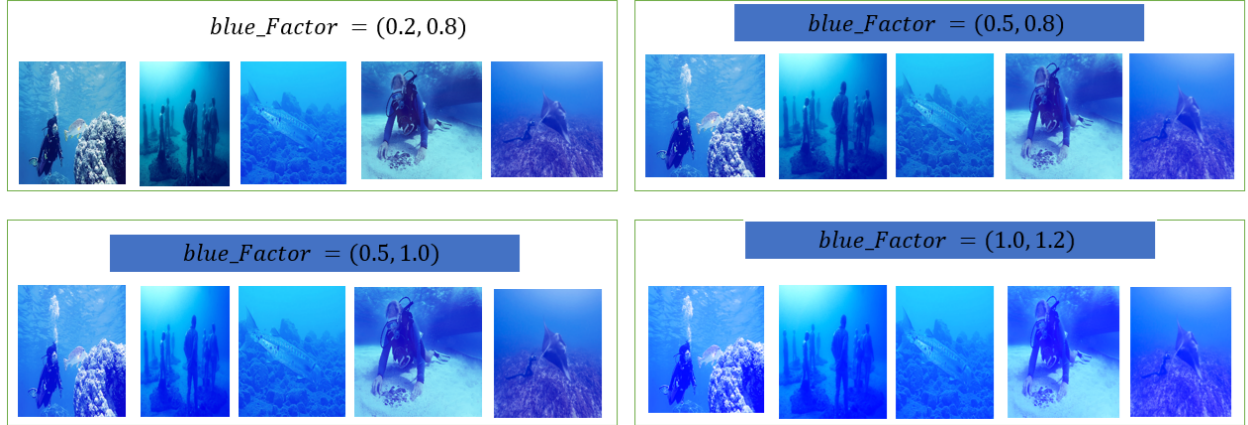 blue_Factor = (0.2, 0.8)
blue_Factor = (0.5, 0.8)
blue_Factor = (0.5, 1.0)
blue_Factor = (1.0, 1.2)